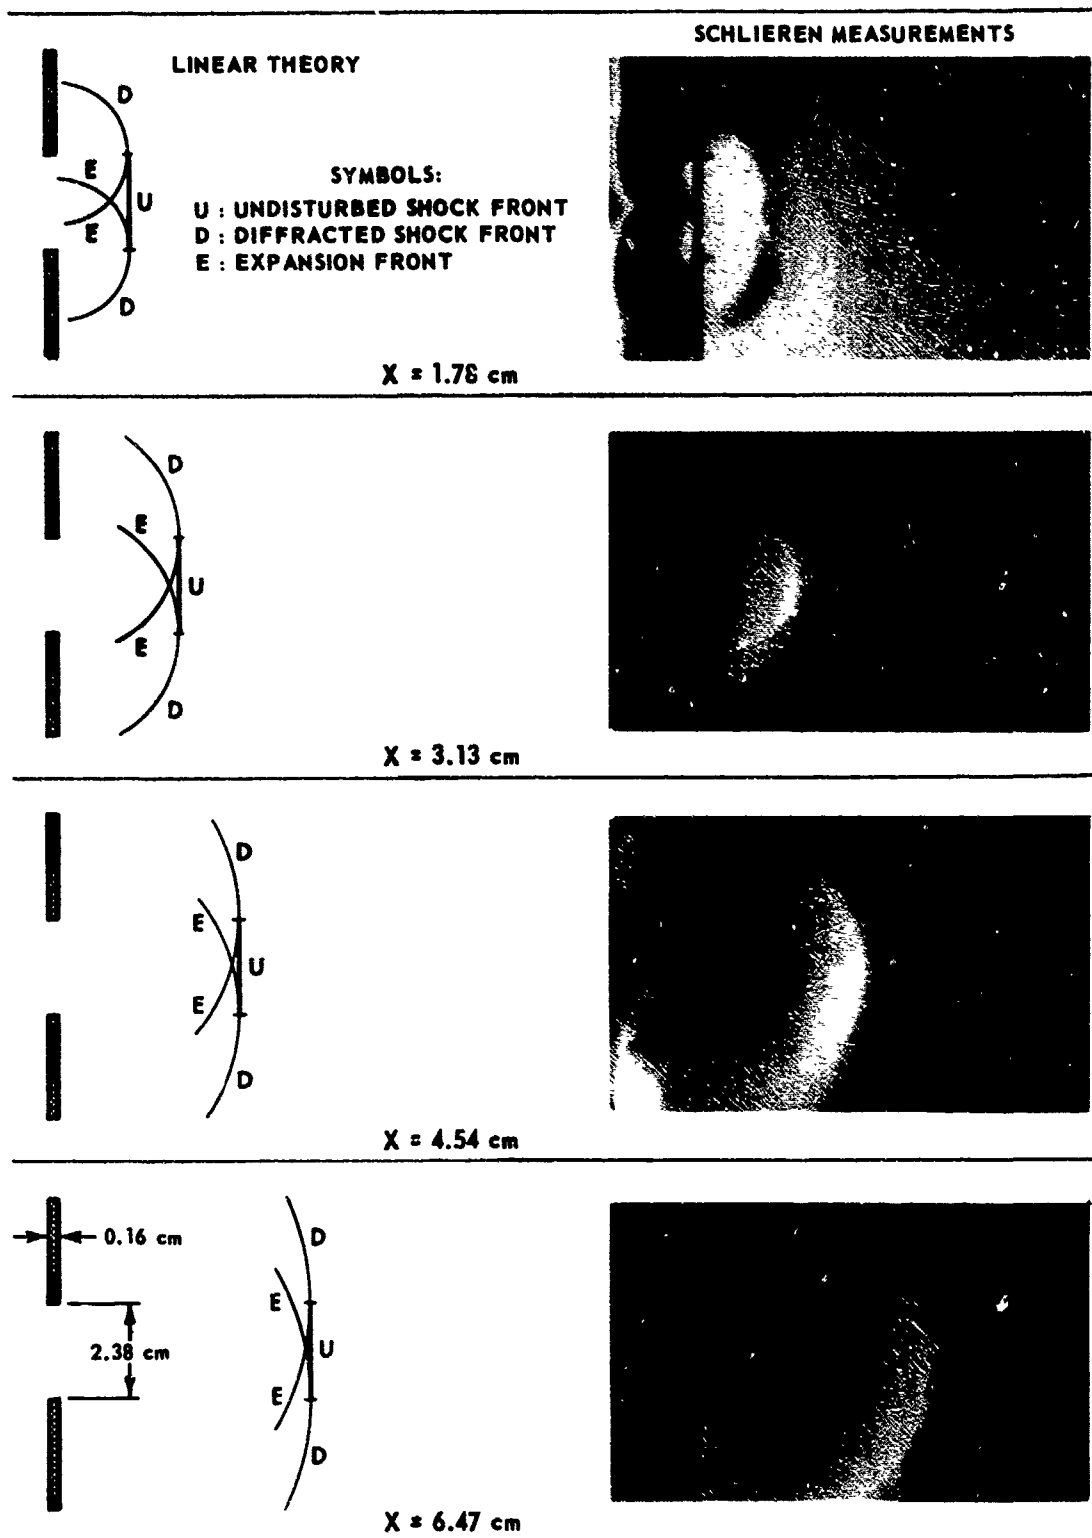 SCHLIEREN MEASUREMENTS
LINEAR THEORY
D
E
SYMBOLS:
U
U : UNDISTURBED SHOCK FRONT
D : DIFFRACTED SHOCK FRONT
E
E : EXPANSION FRONT
D
X = 1.78 cm
D
E
U
E
D
X = 3.13 cm
D
E
U
E
D
X = 4.54 cm
D
0.16 cm
E
U
2.38 cm
E
D
X = 6.47 cm